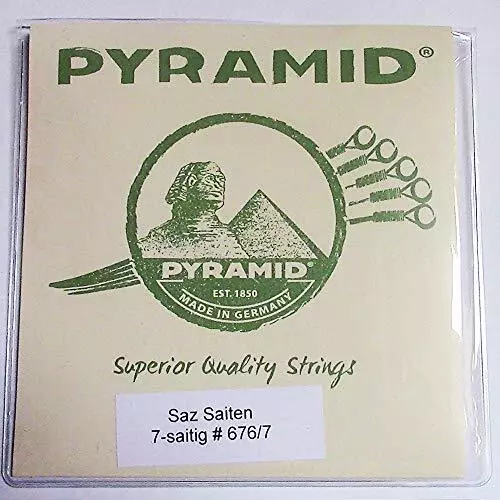 PYRAMID®
PYRAMID®
EST. 1850
MADE IN GERMANY
Superior Quality Strings
Saz Saiten
7-saitig # 676/7